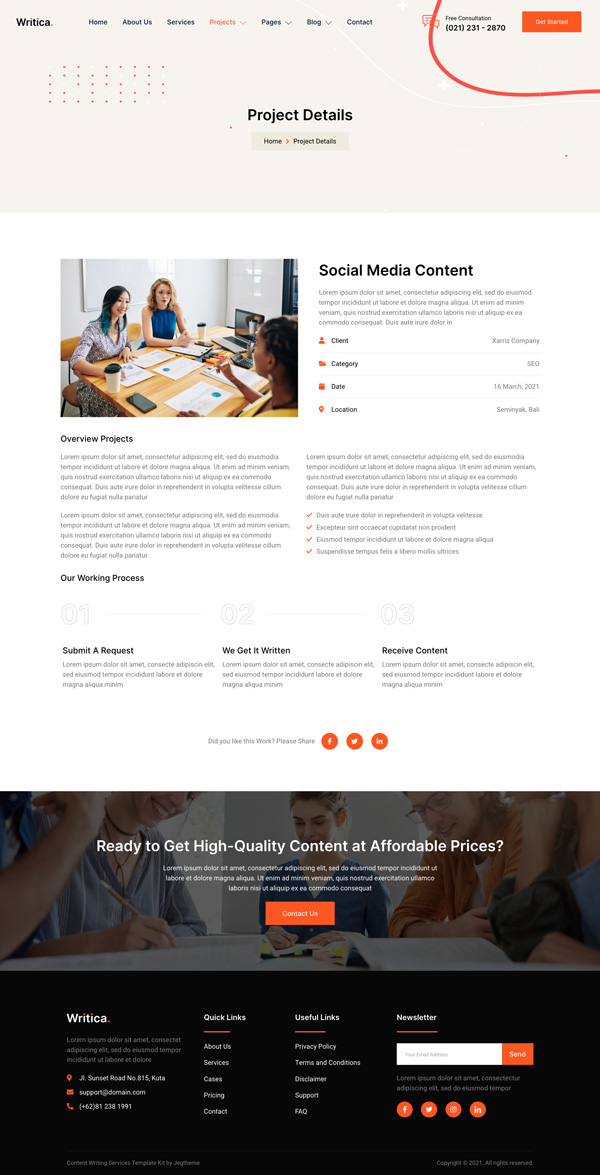 Writica.
Home About Us Services Projects Pages Blog Contact
Free Consultation
(021) 231 - 2870
Get Started
Project Details
Home Project Details
Social Media Content
Lorem ipsum dolor sit amet, consectetur adipiscing elit, sed do eiusmod
tempor incididunt ut labore et dolore magna aliqua. Ut enim ad minim
veniam, quis nostrud exercitation ullamco laboris nisi ut aliquip ex ea
commodo consequat. Duis aute irure dolor in
Client Xarris Company
Category SEO
Date 16 March, 2021
Location Seminyak, Bali
Overview Projects
Lorem ipsum dolor sit amet, consectetur adipiscing elit, sed do eiusmodia
tempor incididunt ut labore et dolore magna aliqua. Ut enim ad minim veniam,
quis nostrud exercitation ullamco laboris nisi ut aliquip ex ea commodo
consequat. Duis aute irure dolor in reprehenderit in volupta velitesse cillum
dolore eu fugiat nulla pariatur
Lorem ipsum dolor sit amet, consectetur adipiscing elit, sed do eiusmodia
tempor incididunt ut labore et dolore magna aliqua. Ut enim ad minim veniam,
quis nostrud exercitation ullamco laboris nisi ut aliquip ex ea commodo
consequat. Duis aute irure dolor in reprehenderit in volupta velitesse cillum
dolore eu fugiat nulla pariatur
Lorem ipsum dolor sit amet, consectetur adipiscing elit, sed do eiusmodia
tempor incididunt ut labore et dolore magna aliqua. Ut enim ad minim veniam,
quis nostrud exercitation ullamco laboris nisi ut aliquip ex ea commodo
consequat. Duis aute irure dolor in reprehenderit in volupta velitesse cillum
dolore eu fugiat nulla pariatur
Duis aute irure dolor in reprehenderit in volupta velitesse
Excepteur sint occaecat cupidatat non proident
Eiusmod tempor incididunt ut labore et dolore magna aliqua
Suspendisse tempus felis a libero mollis ultrices
Our Working Process
01
Submit A Request
Lorem ipsum dolor sit amet, consecte adipiscing elit,
sed eiusmod tempor incididunt labore et dolore
magna aliqua minim
02
We Get It Written
Lorem ipsum dolor sit amet, consecte adipiscing elit,
sed eiusmod tempor incididunt labore et dolore
magna aliqua minim
03
Receive Content
Lorem ipsum dolor sit amet, consecte adipiscing elit,
sed eiusmod tempor incididunt labore et dolore
magna aliqua minim
Did you like this Work? Please Share
Ready to Get High-Quality Content at Affordable Prices?
Lorem ipsum dolor sit amet, consectetur adipiscing elit, sed do eiusmod tempor incididunt ut
labore et dolore magna aliqua. Ut enim ad minim veniam, quis nostrud exercitation ullamco
laboris nisi ut aliquip ex ea commodo consequat
Contact Us
Writica.
Lorem ipsum dolor sit amet, consectet
adipiscing elit, sed do eiusmod tempor
incididunt ut labore et dolore
Jl. Sunset Road No.815, Kuta
support@domain.com
(+62)81 238 1991
Quick Links
About Us
Services
Cases
Pricing
Contact
Useful Links
Privacy Policy
Terms and Conditions
Disclaimer
Support
FAQ
Newsletter
Your Email Address
Send
Lorem ipsum dolor sit amet, consectetur
adipiscing elit, sed do eiusmod tempor
Content Writing Services Template Kit by Jegtheme
Copyright © 2021. All rights reserved.